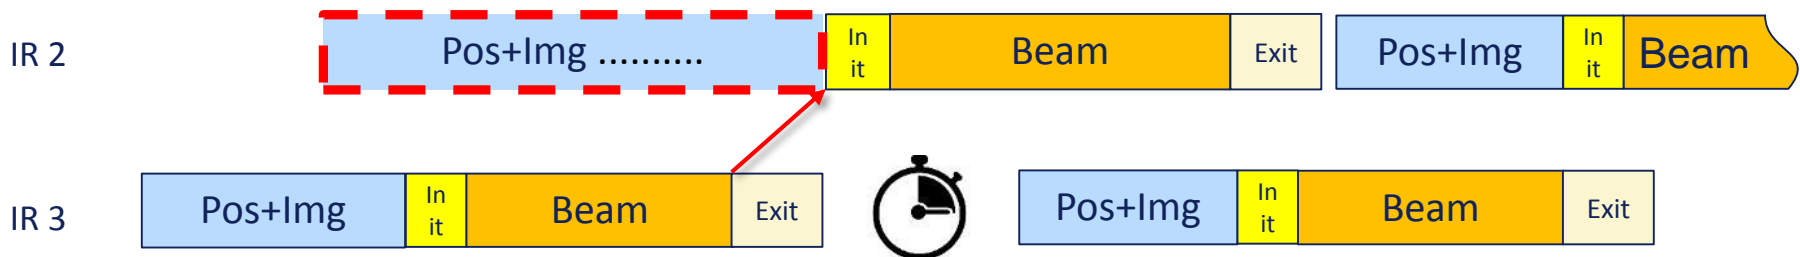 IR 2
Pos+Img ..........
In
it
Beam
Exit
Pos+Img
In
it
Beam
IR 3
Pos+Img
In
it
Beam
Exit
Pos+Img
In
it
Beam
Exit